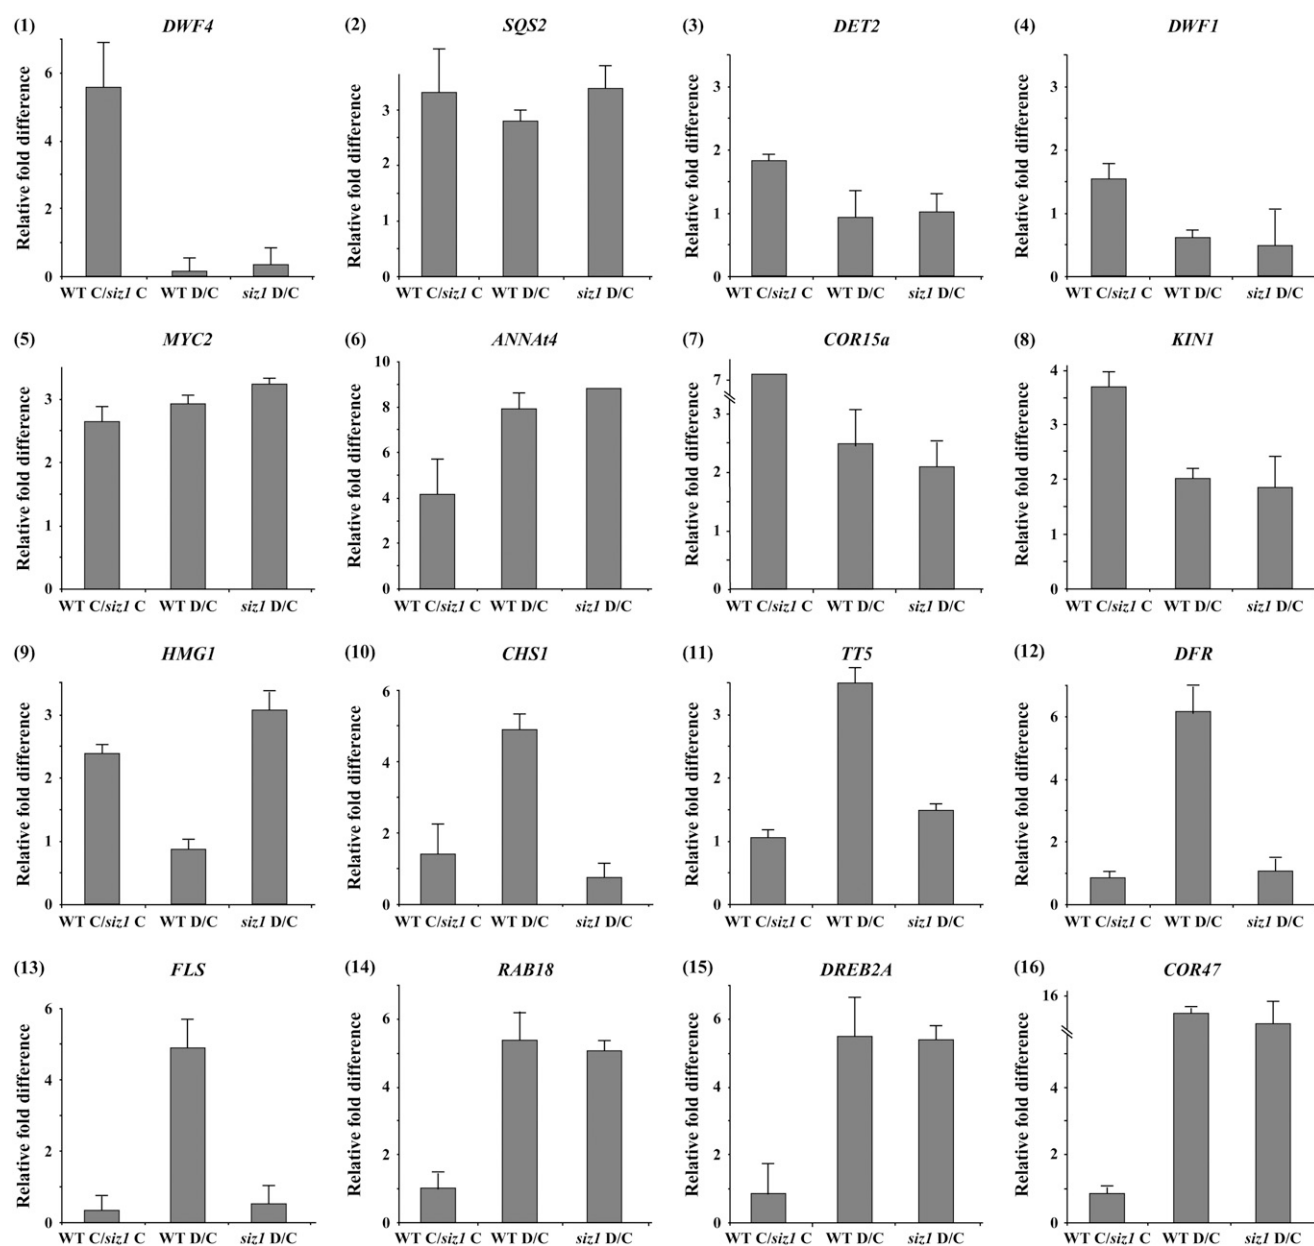 (1) DWF4
6
4
2
0
Relative fold difference
WT C/siz1 C WT D/C siz1 D/C
(2) SQS2
3
2
1
0
Relative fold difference
WT C/siz1 C WT D/C siz1 D/C
(3) DET2
3
2
1
0
Relative fold difference
WT C/siz1 C WT D/C siz1 D/C
(4) DWF1
3
2
1
0
Relative fold difference
WT C/siz1 C WT D/C siz1 D/C
(5) MYC2
3
2
1
0
Relative fold difference
WT C/siz1 C WT D/C siz1 D/C
(6) ANNAt4
10
8
6
4
2
0
Relative fold difference
WT C/siz1 C WT D/C siz1 D/C
(7) COR15a
7
3
2
1
0
Relative fold difference
WT C/siz1 C WT D/C siz1 D/C
(8) KIN1
4
3
2
1
0
Relative fold difference
WT C/siz1 C WT D/C siz1 D/C
(9) HMG1
3
2
1
0
Relative fold difference
WT C/siz1 C WT D/C siz1 D/C
(10) CHS1
6
4
2
0
Relative fold difference
WT C/siz1 C WT D/C siz1 D/C
(11) TT5
3
2
1
0
Relative fold difference
WT C/siz1 C WT D/C siz1 D/C
(12) DFR
6
4
2
0
Relative fold difference
WT C/siz1 C WT D/C siz1 D/C
(13) FLS
6
4
2
0
Relative fold difference
WT C/siz1 C WT D/C siz1 D/C
(14) RAB18
6
4
2
0
Relative fold difference
WT C/siz1 C WT D/C siz1 D/C
(15) DREB2A
6
4
2
0
Relative fold difference
WT C/siz1 C WT D/C siz1 D/C
(16) COR47
16
4
2
0
Relative fold difference
WT C/siz1 C WT D/C siz1 D/C